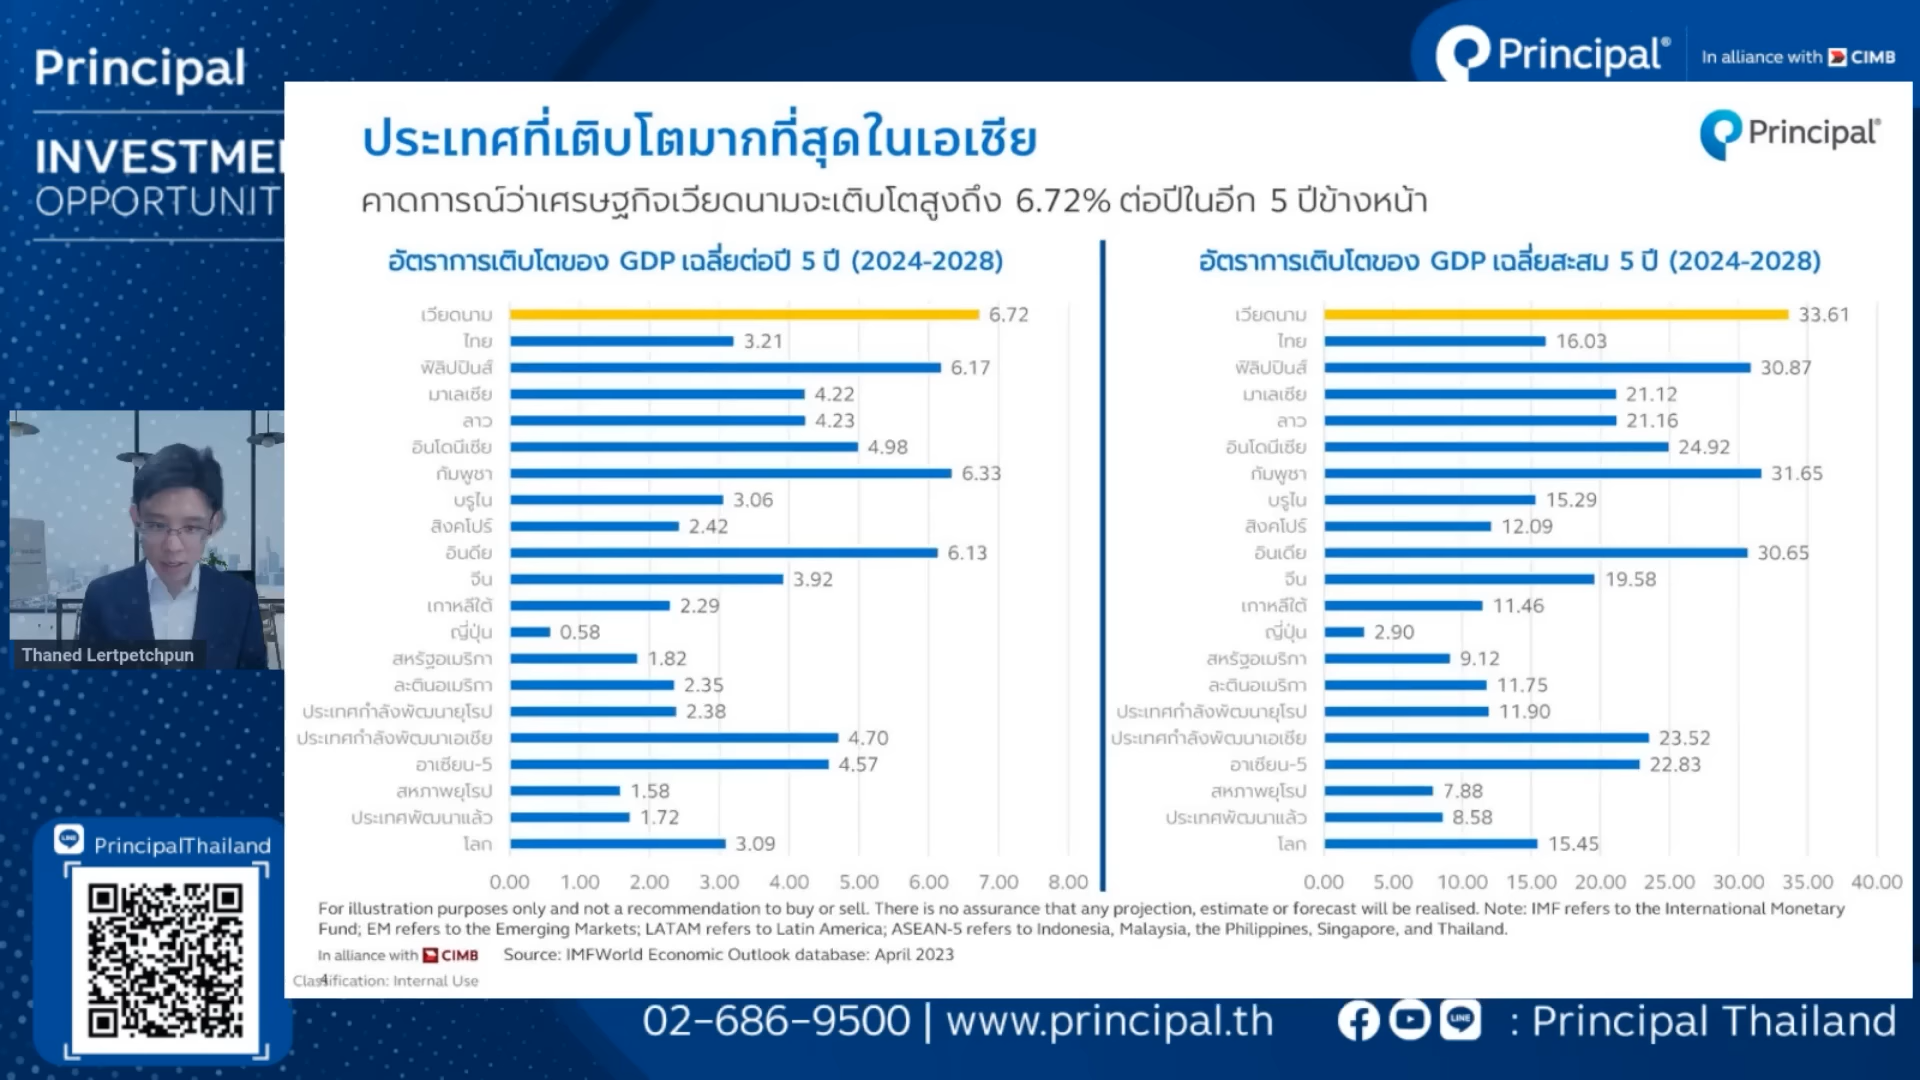 Principal
INVESTMEN
OPPORTUNIT
Principal®
In alliance with CIMB
ประเทศที่เติบโตมากที่สุดในเอเชีย
Principal®
คาดการณ์ว่าเศรษฐกิจเวียดนามจะเติบโตสูงถึง 6.72% ต่อปีในอีก 5 ปีข้างหน้า
อัตราการเติบโตของ GDP เฉลี่ยต่อปี 5 ปี (2024-2028)
เวียดนาม 6.72
ไทย 3.21
ฟิลิปปินส์ 6.17
มาเลเซีย 4.22
ลาว 4.23
อินโดนีเซีย 4.98
กัมพูชา 6.33
บรูไน 3.06
สิงคโปร์ 2.42
อินดีย 6.13
จีน 3.92
เกาหลีใต้ 2.29
ญี่ปุ่น 0.58
สหรัฐอเมริกา 1.82
ละตินอเมริกา 2.35
ประเทศกำลังพัฒนายุโรป 2.38
ประเทศกำลังพัฒนาเอเชีย 4.70
อาเซียน-5 4.57
สหภาพยุโรป 1.58
ประเทศพัฒนาแล้ว 1.72
โลก 3.09
0.00 1.00 2.00 3.00 4.00 5.00 6.00 7.00 8.00
อัตราการเติบโตของ GDP เฉลี่ยสะสม 5 ปี (2024-2028)
เวียดนาม 33.61
ไทย 16.03
ฟิลิปปินส์ 30.87
มาเลเซีย 21.12
ลาว 21.16
อินโดนีเซีย 24.92
กัมพูชา 31.65
บรูไน 15.29
สิงคโปร์ 12.09
อินเดีย 30.65
จีน 19.58
เกาหลีใต้ 11.46
ญี่ปุ่น 2.90
สหรัฐอเมริกา 9.12
ละตินอเมริกา 11.75
ประเทศกำลังพัฒนายุโรป 11.90
ประเทศกำลังพัฒนาเอเชีย 23.52
อาเซียน-5 22.83
สหภาพยุโรป 7.88
ประเทศพัฒนาแล้ว 8.58
โลก 15.45
0.00 5.00 10.00 15.00 20.00 25.00 30.00 35.00 40.00
For illustration purposes only and not a recommendation to buy or sell. There is no assurance that any projection, estimate or forecast will be realised. Note: IMF refers to the International Monetary
Fund; EM refers to the Emerging Markets; LATAM refers to Latin America; ASEAN-5 refers to Indonesia, Malaysia, the Philippines, Singapore, and Thailand.
In alliance with CIMB Source: IMFWorld Economic Outlook database: April 2023
4
Classification: Internal Use
Thaned Lertpetchpun
LINE PrincipalThailand
02-686-9500 | www.principal.th
LINE : Principal Thailand